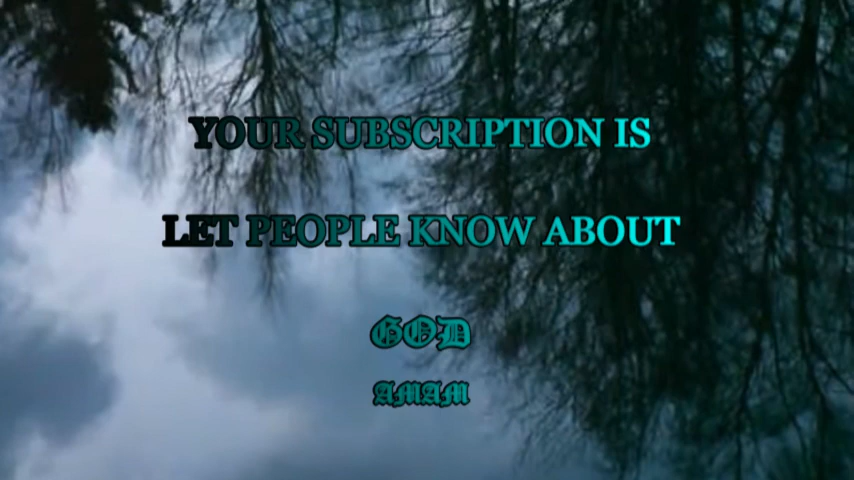 YOUR SUBSCRIPTION IS
LET PEOPLE KNOW ABOUT
GOD
AMAM